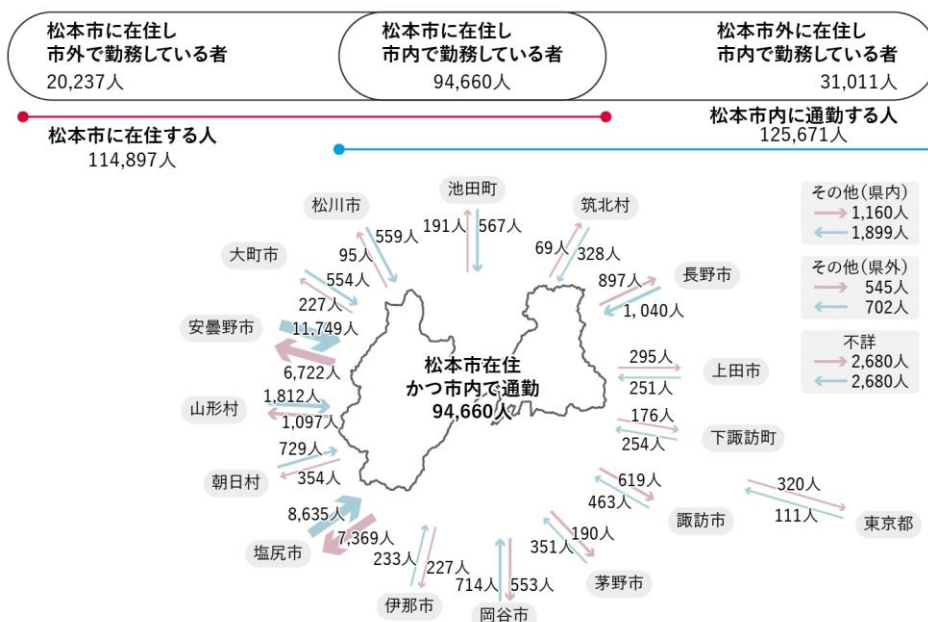 松本市に在住し
市外で勤務している者
20,237人
松本市に在住し
市内で勤務している者
94,660人
松本市外に在住し
市内で勤務している者
31,011人
松本市に在住する人
114,897人
松本市内に通勤する人
125,671人
池田町
191人
567人
松川市
559人
95人
筑北村
69人
328人
その他（県内）
1,160人
1,899人
大町市
554人
227人
長野市
897人
1,040人
その他（県外）
545人
702人
安曇野市
11,749人
6,722人
不詳
2,680人
2,680人
松本市在住
かつ市内で通勤
94,660人
上田市
295人
251人
山形村
1,812人
1,097人
下諏訪町
176人
254人
朝日村
729人
354人
諏訪市
619人
463人
東京都
320人
111人
塩尻市
8,635人
7,369人
茅野市
190人
351人
伊那市
233人
227人
岡谷市
714人
553人